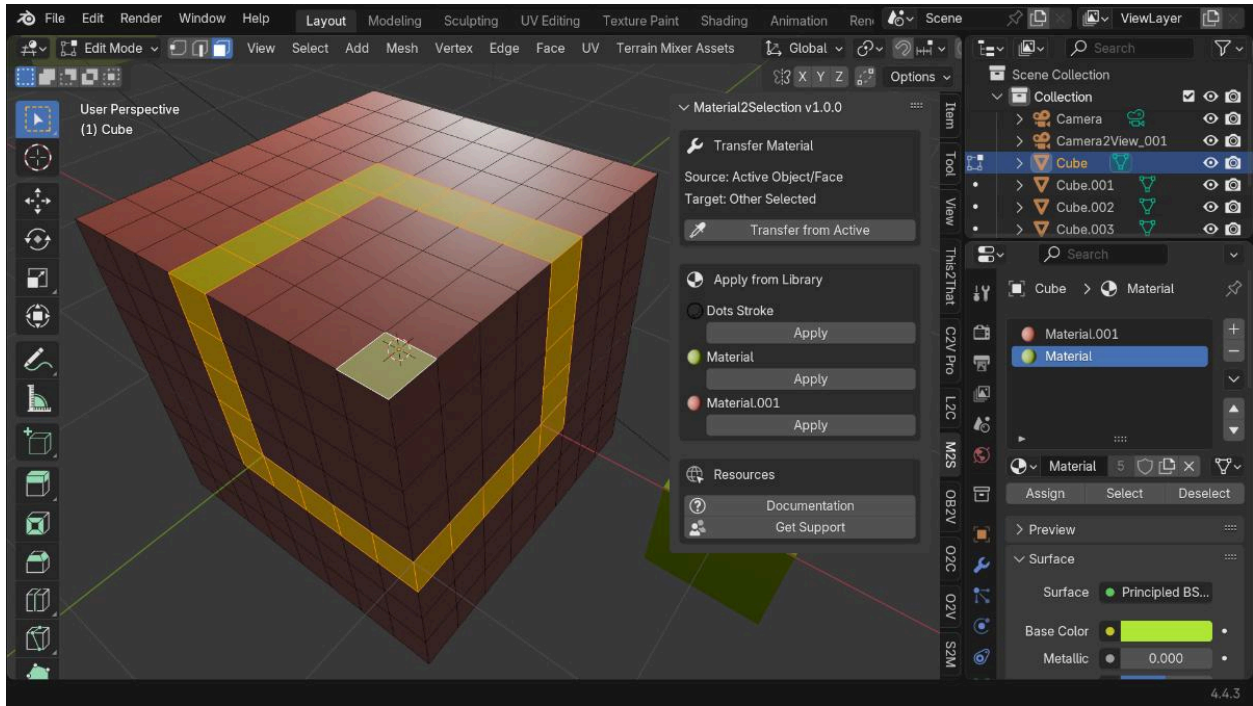 File Edit Render Window Help Layout Modeling Sculpting UV Editing Texture Paint Shading Animation Ren Scene ViewLayer
Edit Mode View Select Add Mesh Vertex Edge Face UV Terrain Mixer Assets Global Search
X Y Z Options
User Perspective
(1) Cube
Material2Selection v1.0.0
Transfer Material
Source: Active Object/Face
Target: Other Selected
Transfer from Active
Apply from Library
Dots Stroke
Apply
Material
Apply
Material.001
Apply
Resources
Documentation
Get Support
Item
Tool
View
This2That
C2V Pro
L2C
M2S
OB2V
O2C
O2V
S2M
Scene Collection
Collection
Camera
Camera2View_001
Cube
Cube.001
Cube.002
Cube.003
Search
Cube > Material
Material.001
Material
Material 5
Assign Select Deselect
Preview
Surface
Surface Principled BS...
Base Color
Metallic 0.000
4.4.3